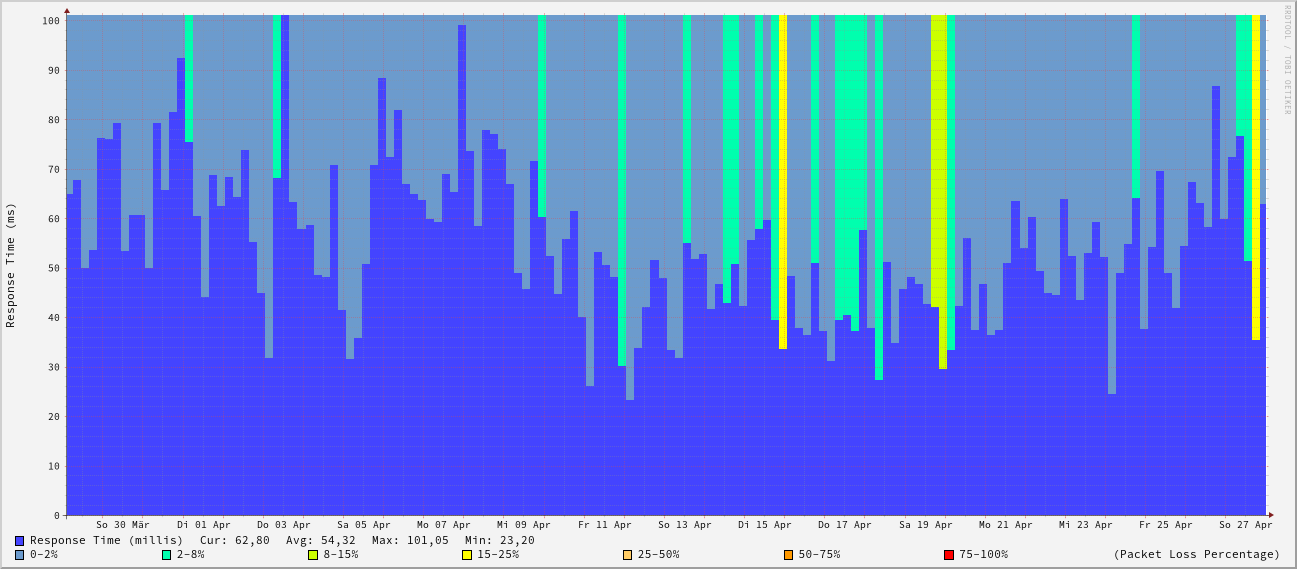 RRDTOOL / TOBI OETIKER
Response Time (ms)
100
90
80
70
60
50
40
30
20
10
0
So 30 Mär Di 01 Apr Do 03 Apr Sa 05 Apr Mo 07 Apr Mi 09 Apr Fr 11 Apr So 13 Apr Di 15 Apr Do 17 Apr Sa 19 Apr Mo 21 Apr Mi 23 Apr Fr 25 Apr So 27 Apr
Response Time (millis) Cur: 62,80 Avg: 54,32 Max: 101,05 Min: 23,20
0-2% 2-8% 8-15% 15-25% 25-50% 50-75% 75-100% (Packet Loss Percentage)